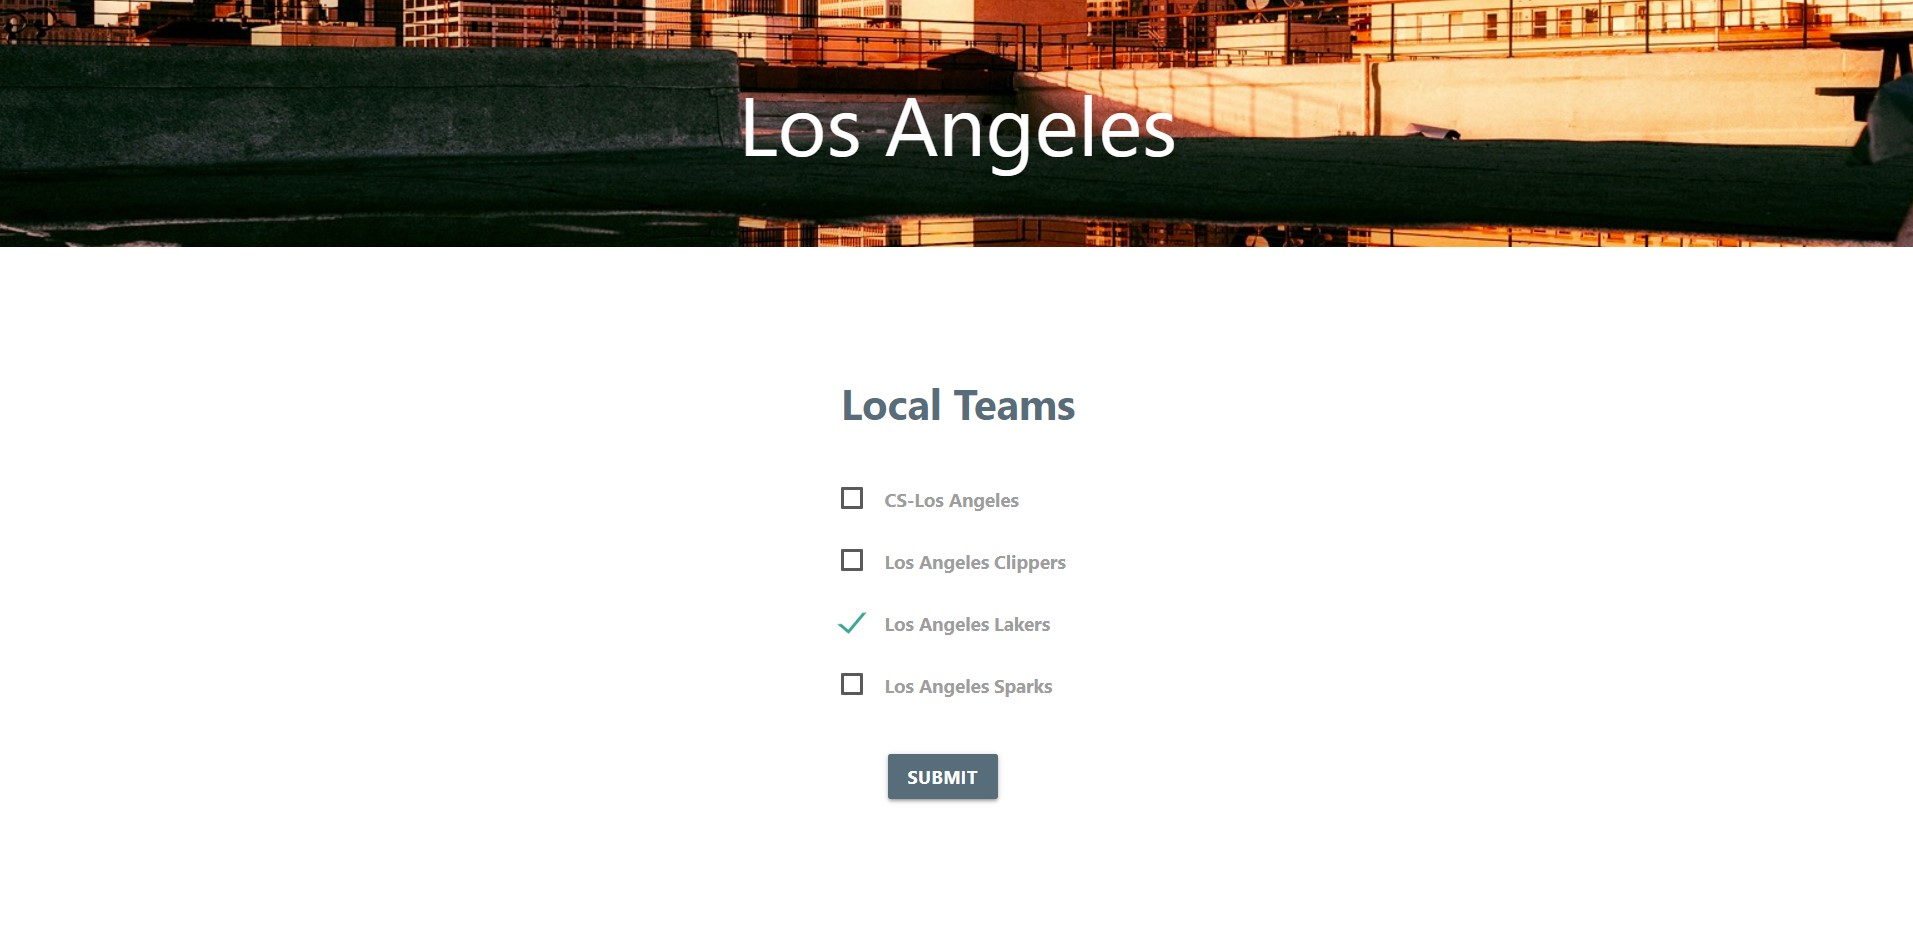 Los Angeles
Local Teams
CS-Los Angeles
Los Angeles Clippers
Los Angeles Lakers
Los Angeles Sparks
SUBMIT